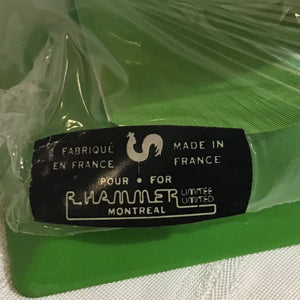 FABRIQUÉ EN FRANCE
MADE IN FRANCE
POUR • FOR
R. HAMMER LIMITÉE LIMITED
MONTREAL